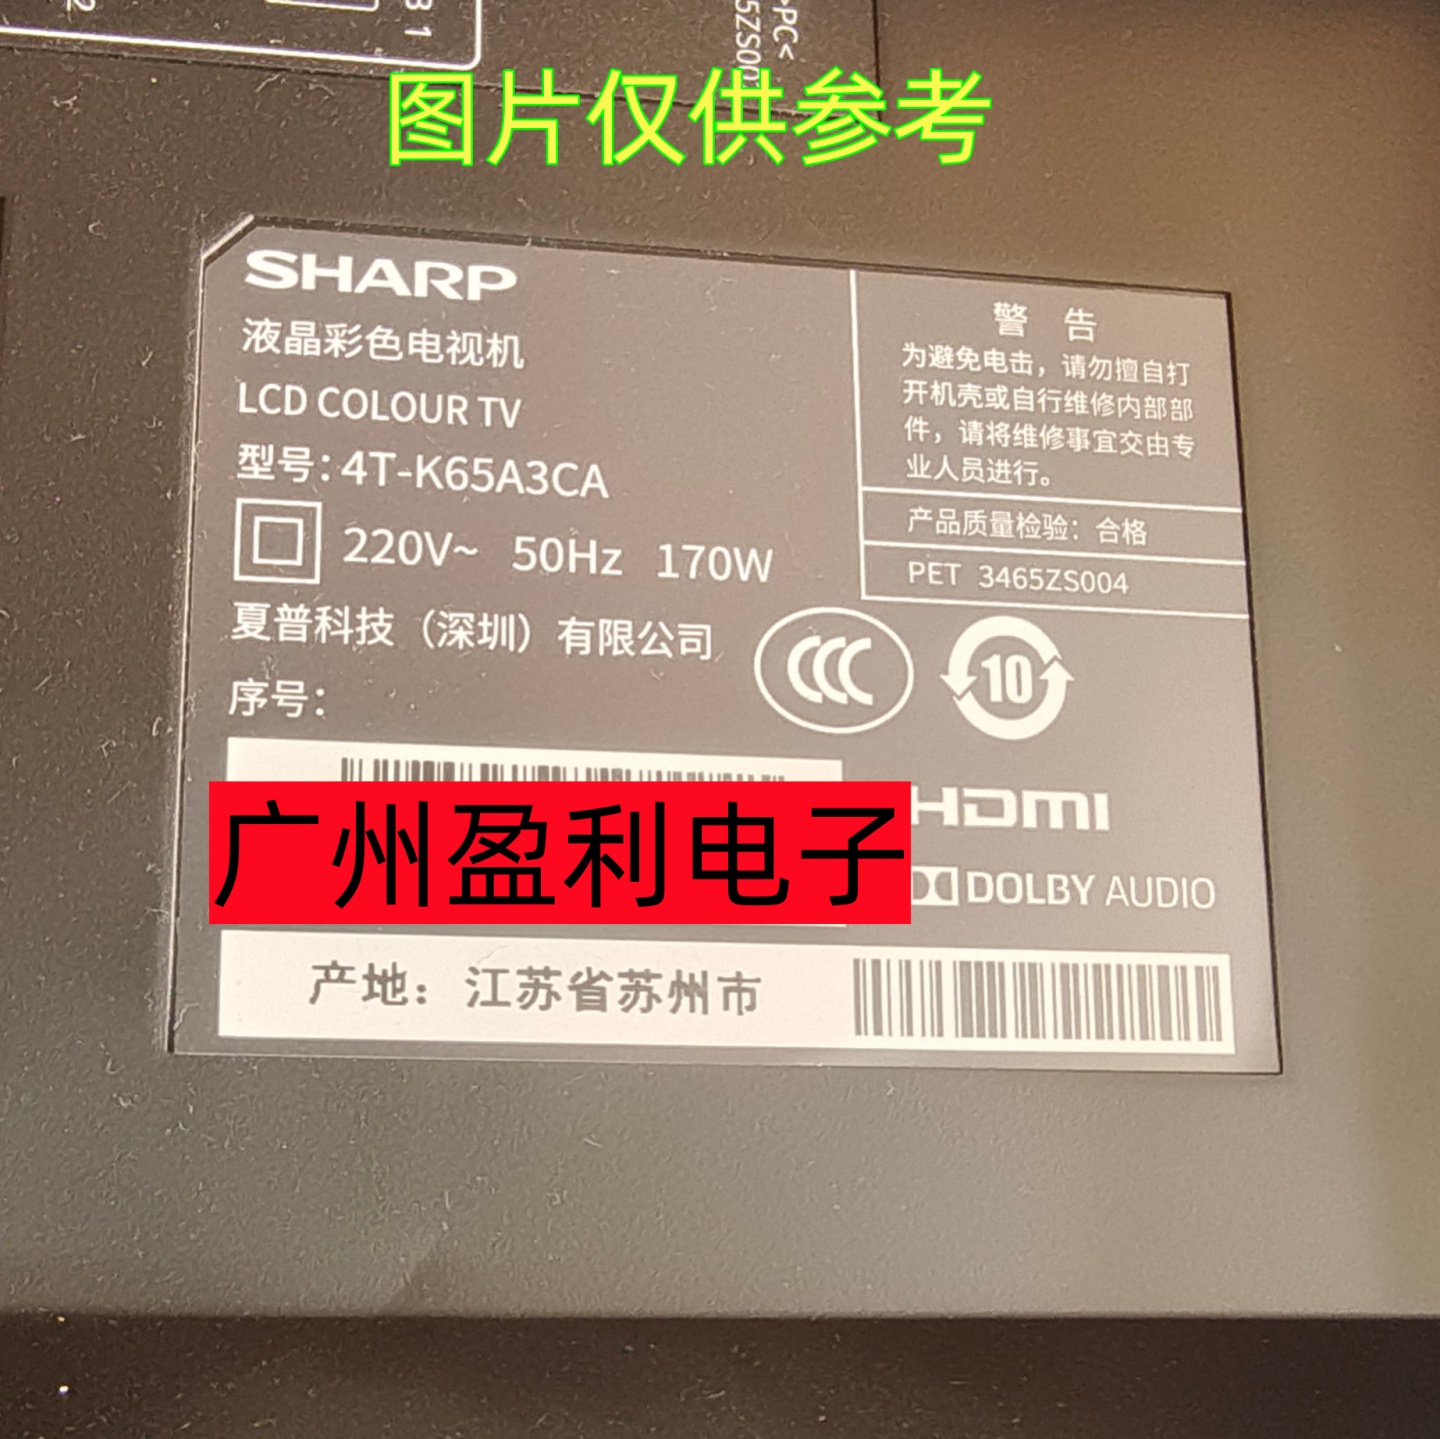 B1
>PC<
图片仅供参考
SHARP
液晶彩色电视机
LCD COLOUR TV
型号：4T-K65A3CA
220V~ 50Hz 170W
夏普科技（深圳）有限公司
序号：
警 告
为避免电击，请勿擅自打
开机壳或自行维修内部部
件，请将维修事宜交由专
业人员进行。
产品质量检验：合格
PET 3465ZS004
10
广州盈利电子
HDMI
DOLBY AUDIO
产地：江苏省苏州市